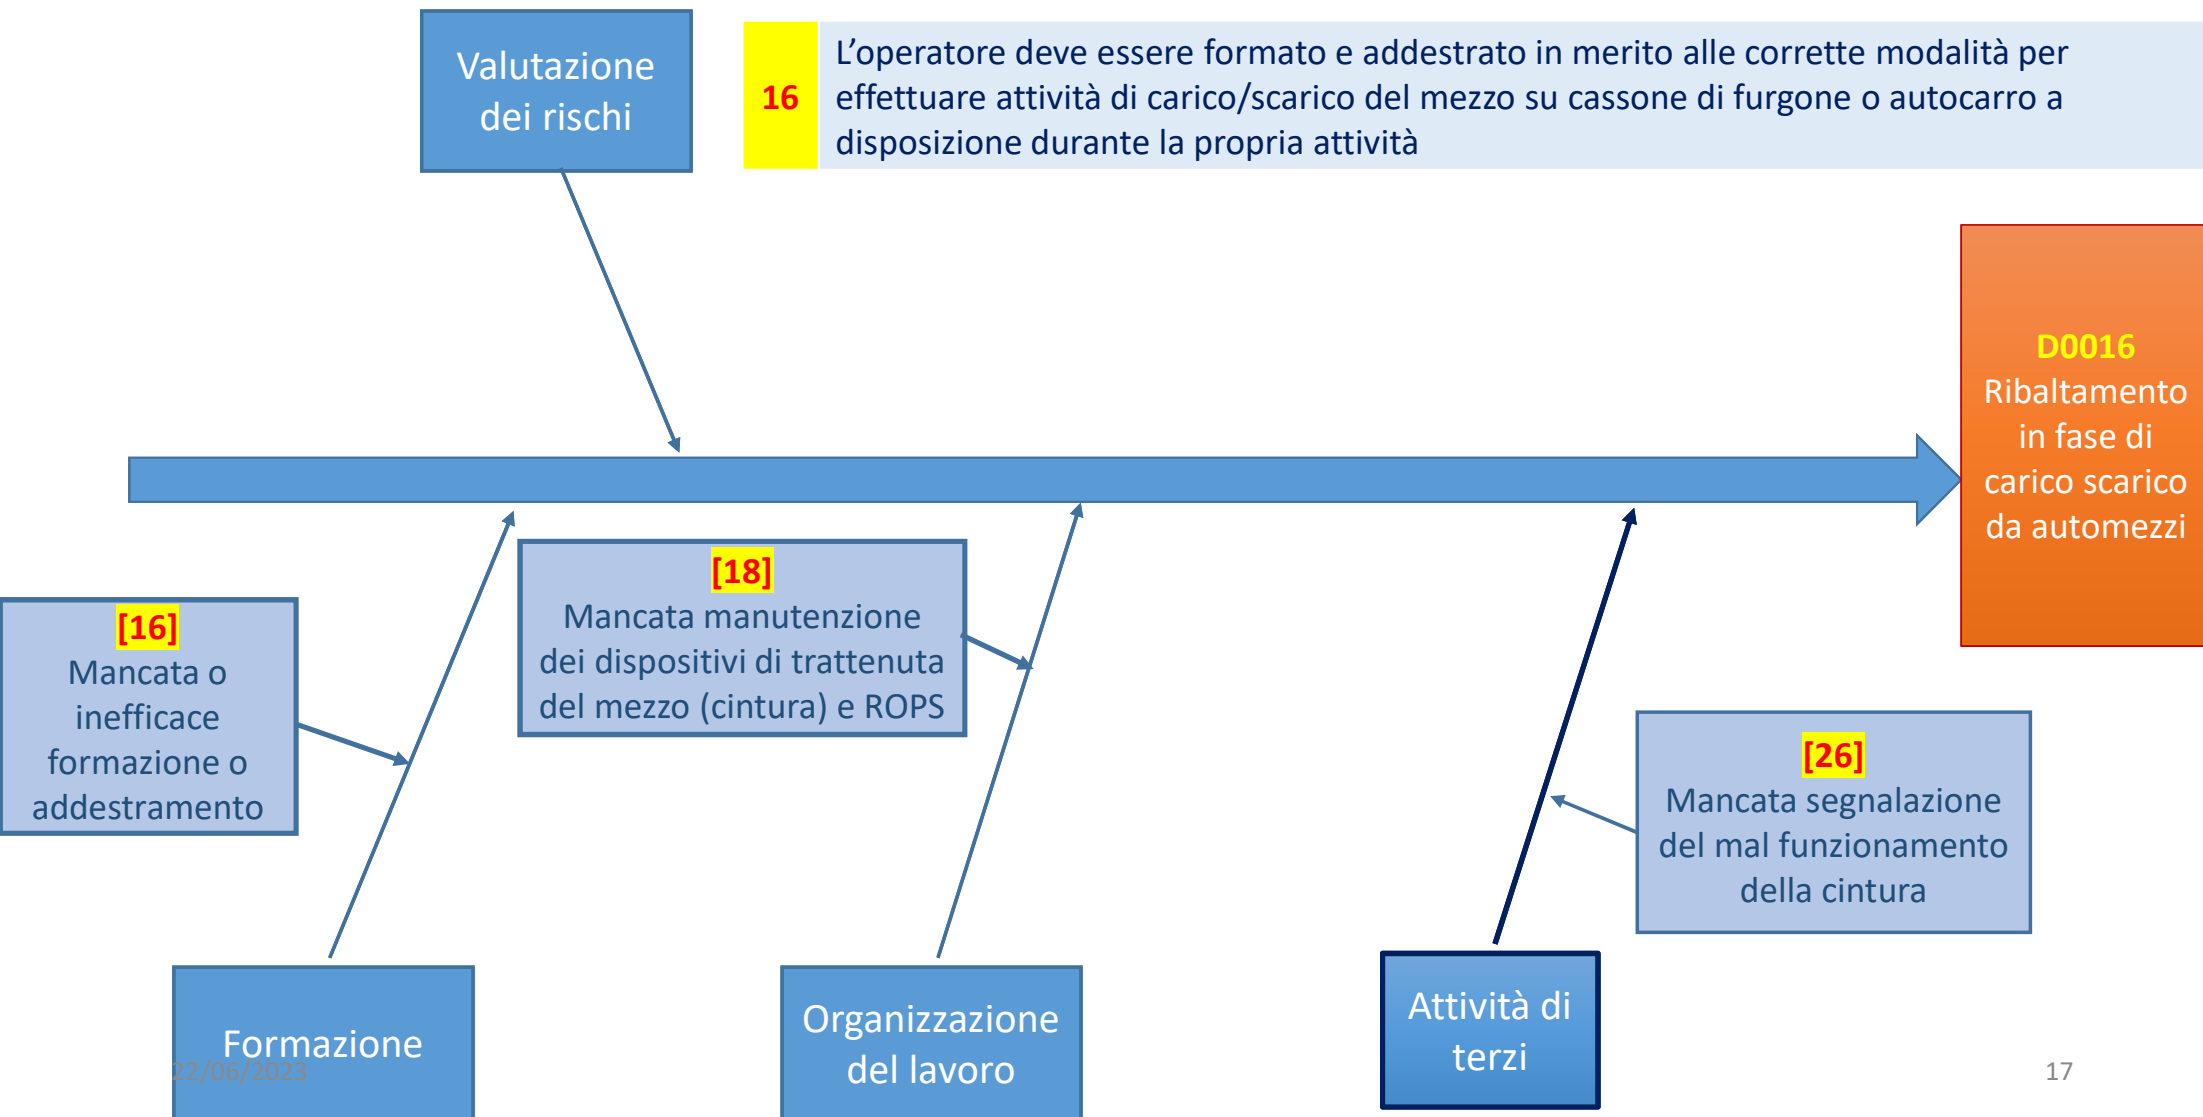 Valutazione
dei rischi
16
L'operatore deve essere formato e addestrato in merito alle corrette modalità per
effettuare attività di carico/scarico del mezzo su cassone di furgone o autocarro a
disposizione durante la propria attività
D0016
Ribaltamento
in fase di
carico scarico
da automezzi
[16]
Mancata o
inefficace
formazione o
addestramento
[18]
Mancata manutenzione
dei dispositivi di trattenuta
del mezzo (cintura) e ROPS
[26]
Mancata segnalazione
del mal funzionamento
della cintura
Formazione
Organizzazione
del lavoro
Attività di
terzi
22/06/2023
17